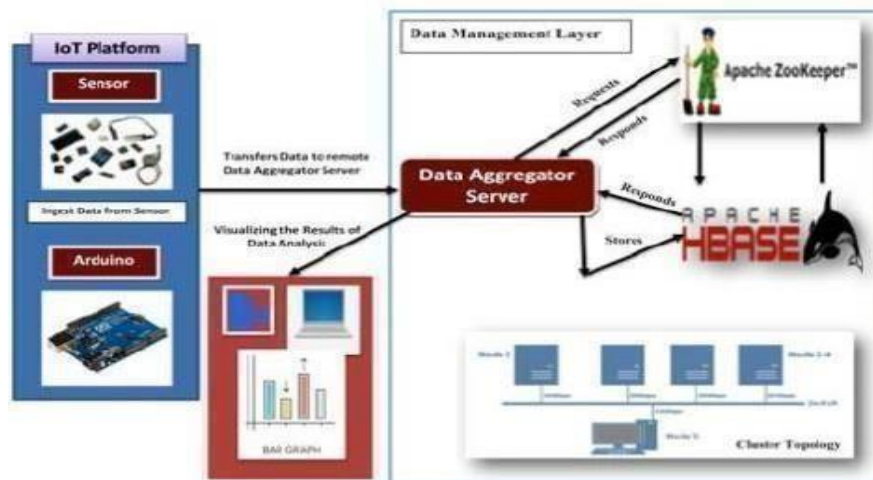 IoT Platform
Sensor
Ingest Data from Sensor
Arduino
Transfers Data to remote
Data Aggregator Server
Visualizing the Results of
Data Analysis
BAR GRAPH
Data Management Layer
Requests
Responds
Apache ZooKeeper™
Data Aggregator
Server
Responds
Stores
APACHE
HBASE
Cluster Topology